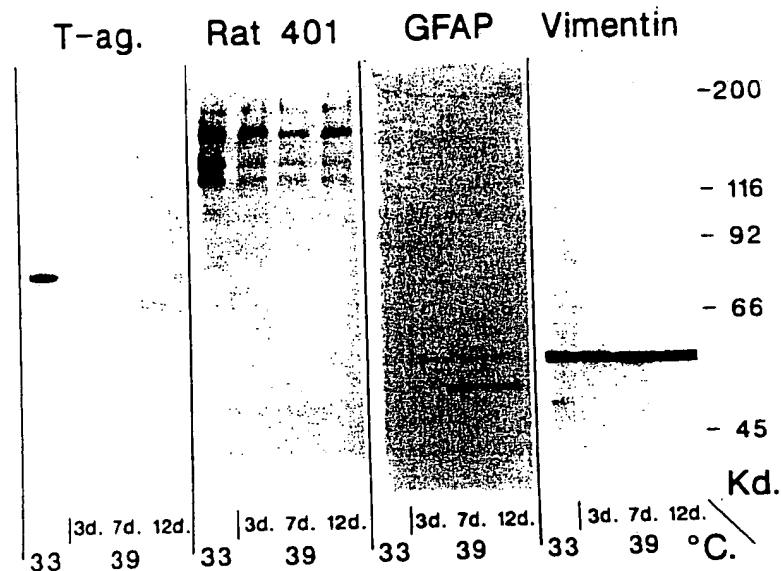 T-ag. Rat 401 GFAP Vimentin
-200
- 116
- 92
- 66
- 45
Kd.
3d. 7d. 12d. 3d. 7d. 12d. 3d. 7d. 12d. 3d. 7d. 12d.
33 39 33 39 33 39 33 39 °C.